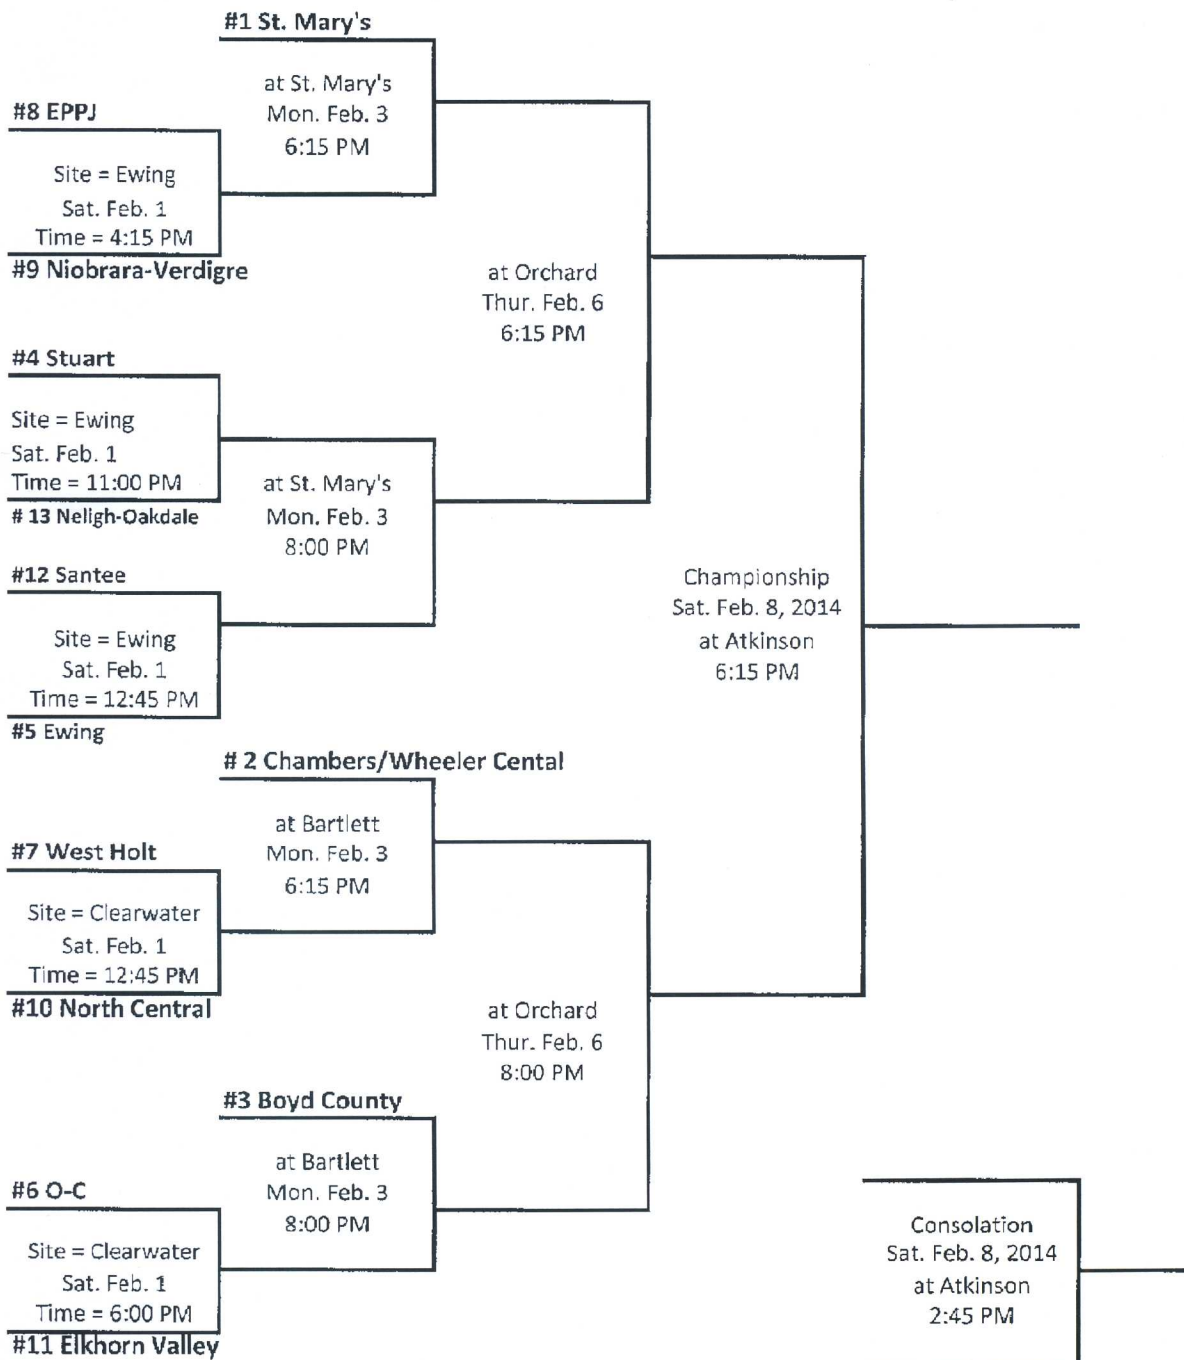 #1 St. Mary's
at St. Mary's
Mon. Feb. 3
6:15 PM
#8 EPPJ
Site = Ewing
Sat. Feb. 1
Time = 4:15 PM
#9 Niobrara-Verdigre
at Orchard
Thur. Feb. 6
6:15 PM
#4 Stuart
Site = Ewing
Sat. Feb. 1
Time = 11:00 PM
# 13 Neligh-Oakdale
at St. Mary's
Mon. Feb. 3
8:00 PM
#12 Santee
Site = Ewing
Sat. Feb. 1
Time = 12:45 PM
#5 Ewing
Championship
Sat. Feb. 8, 2014
at Atkinson
6:15 PM
# 2 Chambers/Wheeler Cental
at Bartlett
Mon. Feb. 3
6:15 PM
#7 West Holt
Site = Clearwater
Sat. Feb. 1
Time = 12:45 PM
#10 North Central
at Orchard
Thur. Feb. 6
8:00 PM
#3 Boyd County
at Bartlett
Mon. Feb. 3
8:00 PM
#6 O-C
Site = Clearwater
Sat. Feb. 1
Time = 6:00 PM
#11 Elkhorn Valley
Consolation
Sat. Feb. 8, 2014
at Atkinson
2:45 PM